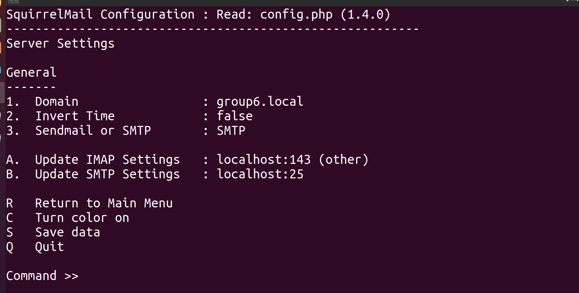 SquirrelMail Configuration : Read: config.php (1.4.0)
---------------------------------------------------------
Server Settings
General
-------
1.  Domain                 : group6.local
2.  Invert Time            : false
3.  Sendmail or SMTP       : SMTP
A.  Update IMAP Settings   : localhost:143 (other)
B.  Update SMTP Settings   : localhost:25
R   Return to Main Menu
C   Turn color on
S   Save data
Q   Quit
Command >>